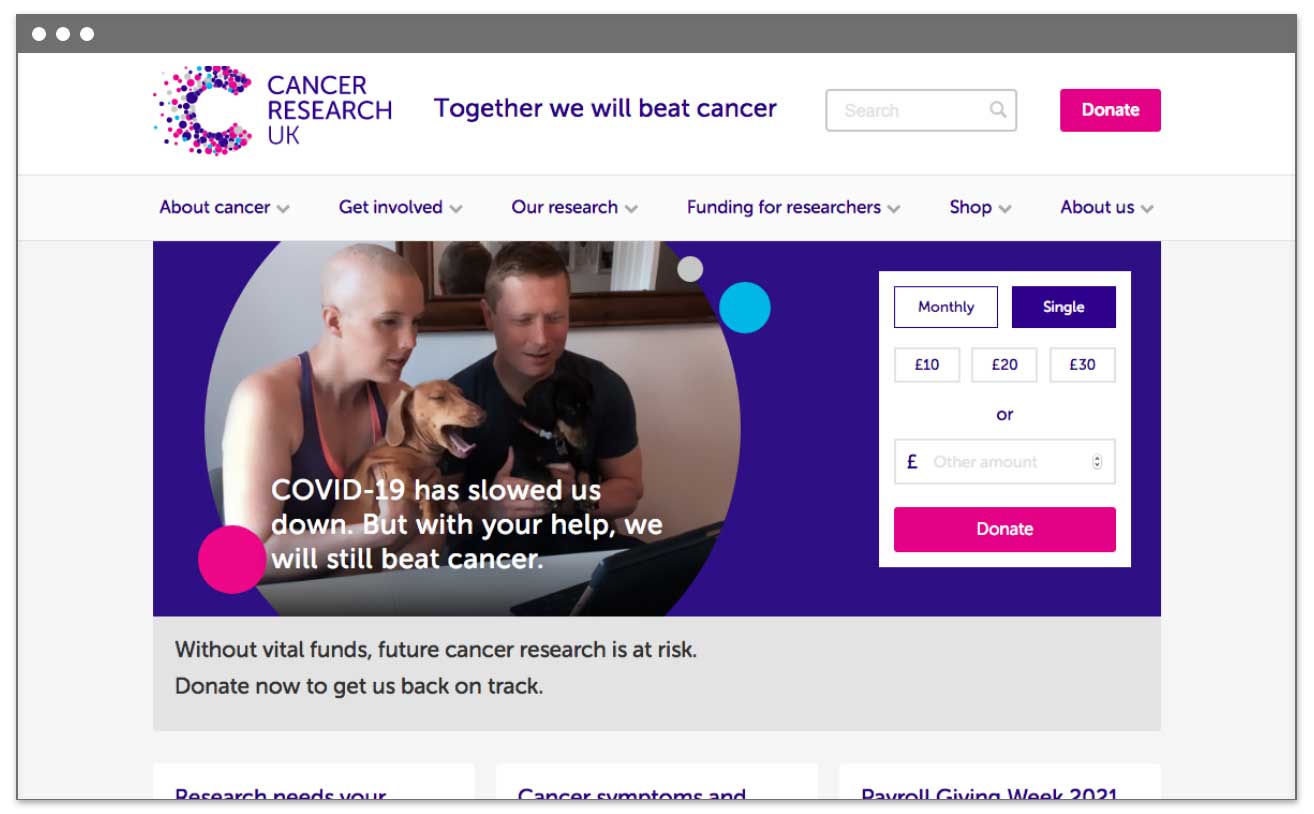 CANCER
RESEARCH
UK
Together we will beat cancer
Search
Donate
About cancer
Get involved
Our research
Funding for researchers
Shop
About us
COVID-19 has slowed us
down. But with your help, we
will still beat cancer.
Monthly
Single
£10
£20
£30
or
£ Other amount
Donate
Without vital funds, future cancer research is at risk.
Donate now to get us back on track.
Research needs your
Cancer symptoms and
Payroll Giving Week 2021